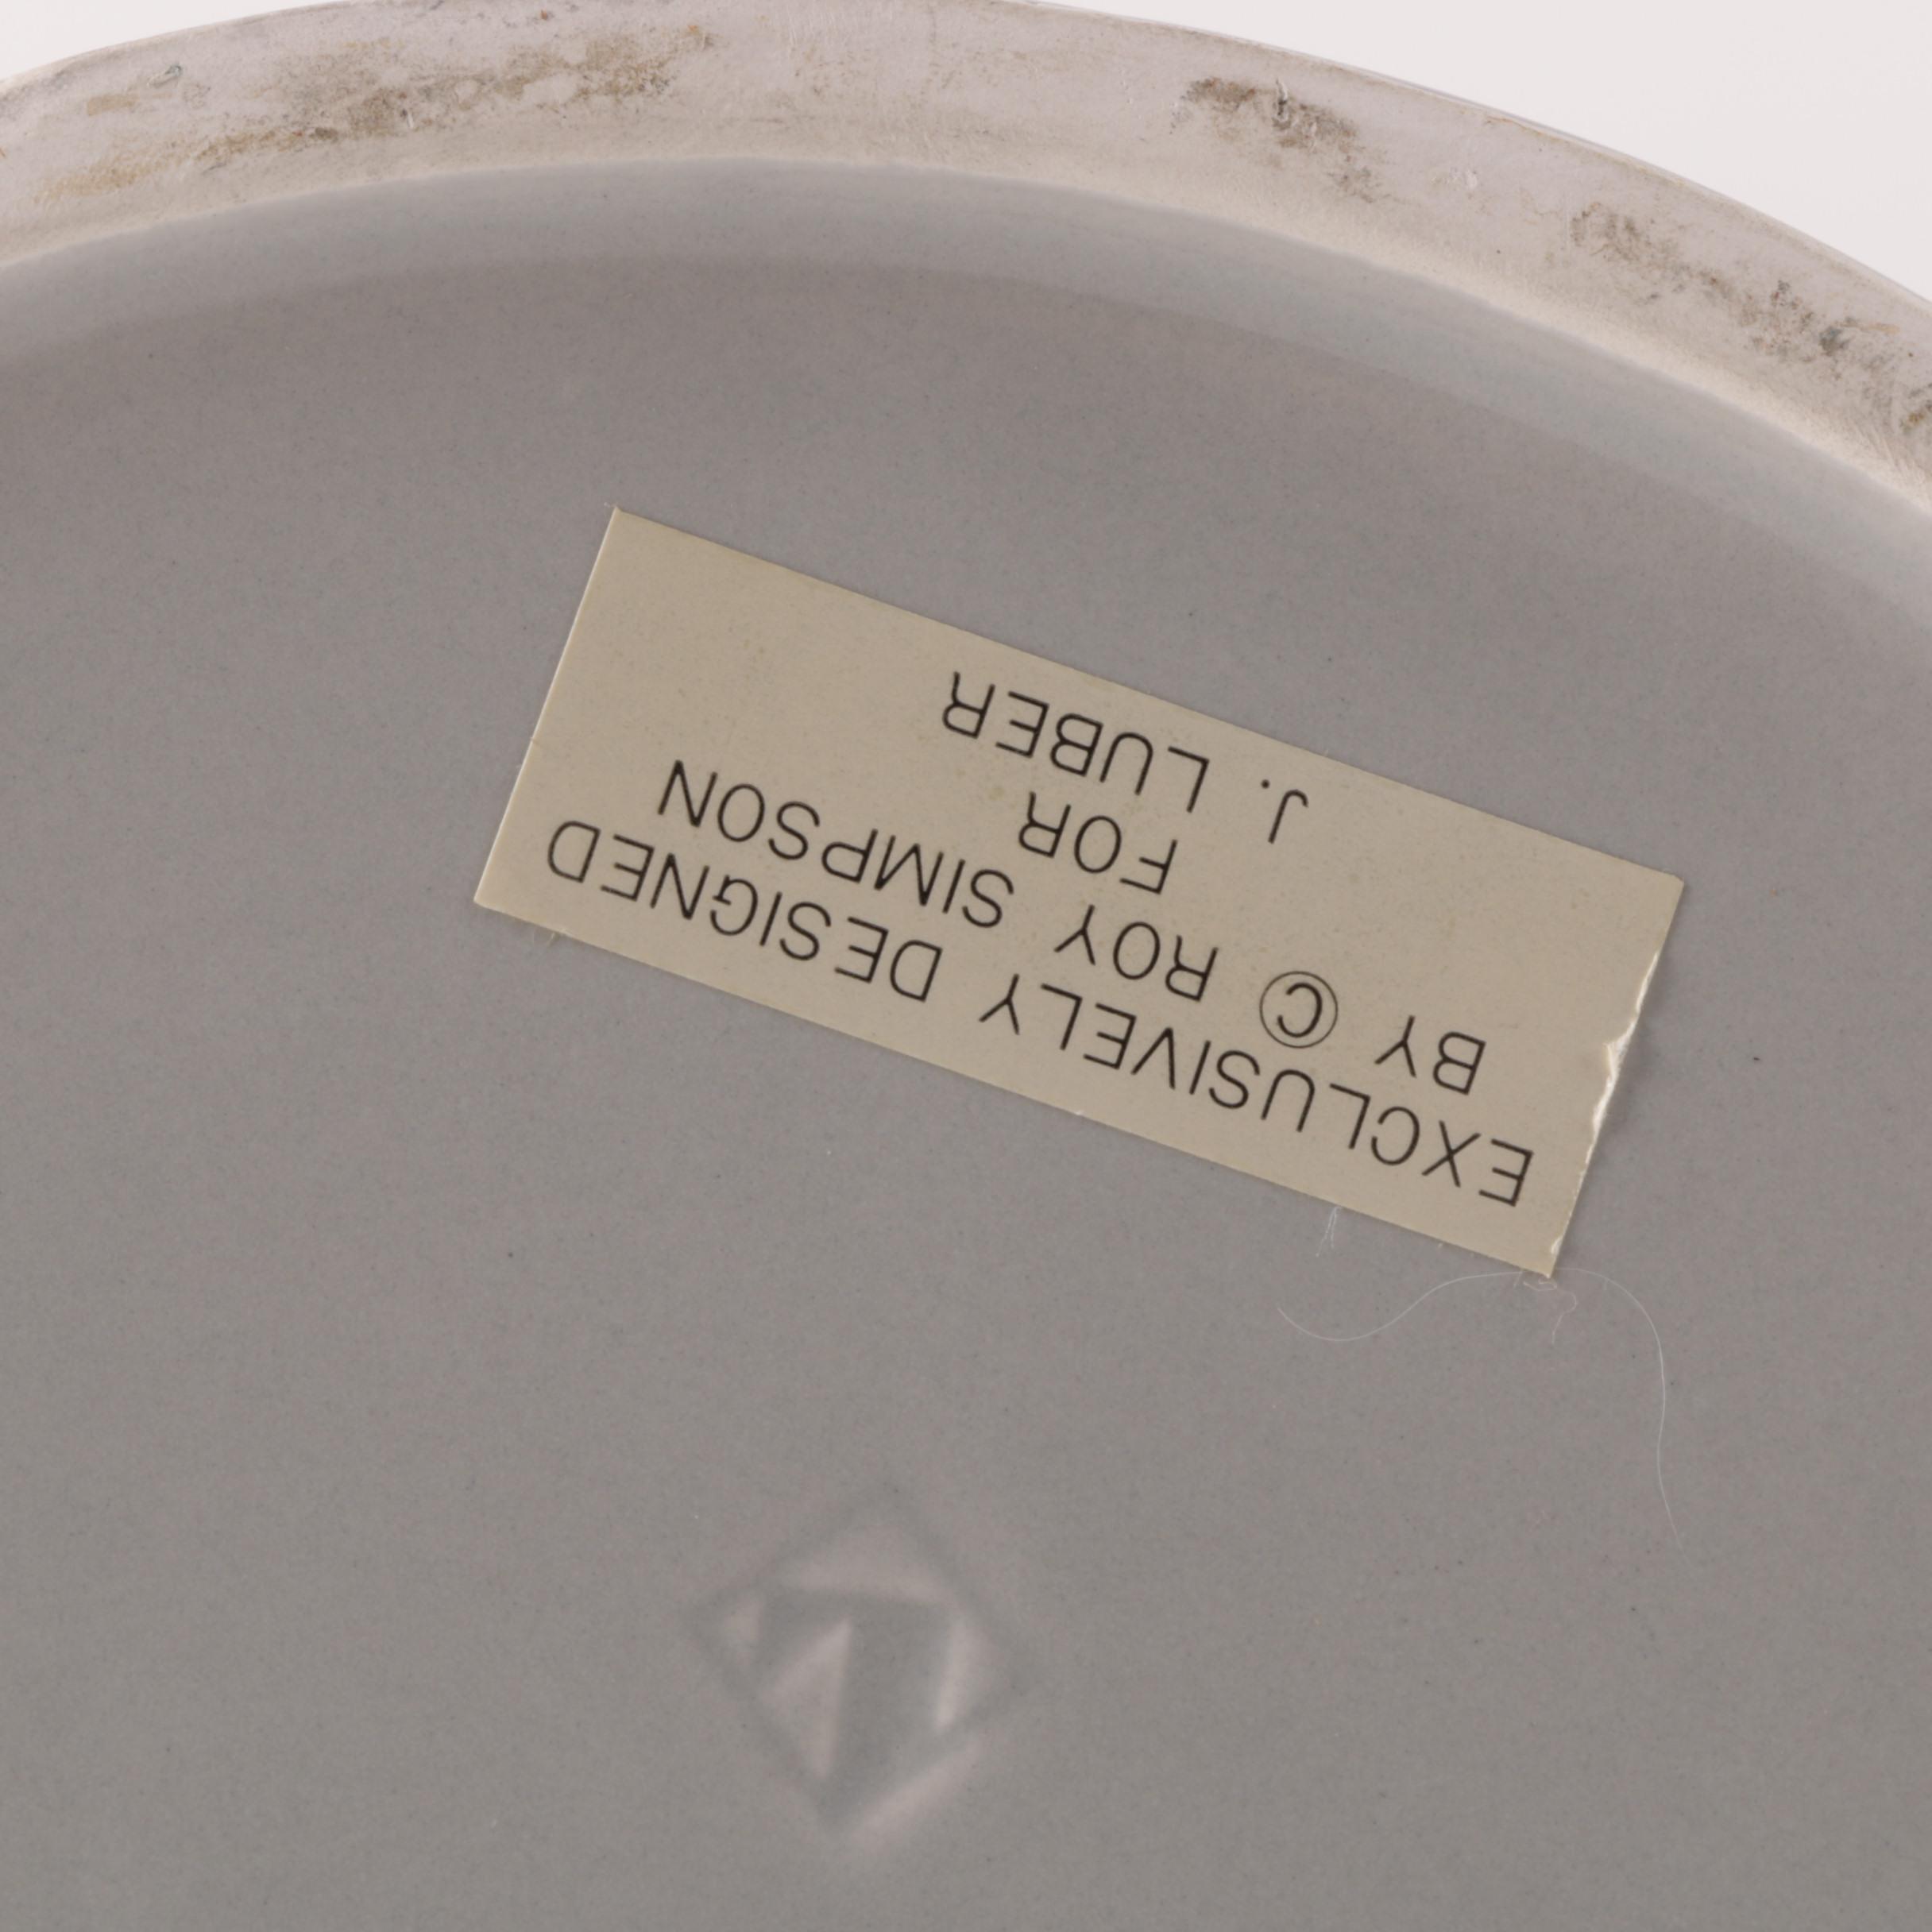 EXCLUSIVELY DESIGNED
BY © ROY SIMPSON
FOR
J. LUBER